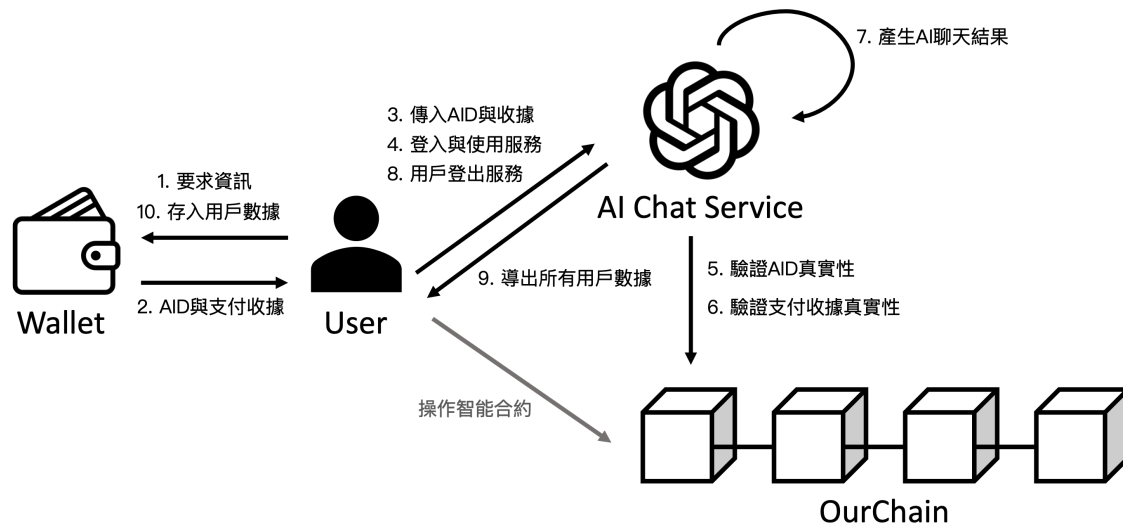 7. 產生AI聊天結果
3. 傳入AID與收據
4. 登入與使用服務
8. 用戶登出服務
1. 要求資訊
10. 存入用戶數據
AI Chat Service
2. AID與支付收據
9. 導出所有用戶數據
5. 驗證AID真實性
6. 驗證支付收據真實性
Wallet
User
操作智能合約
OurChain